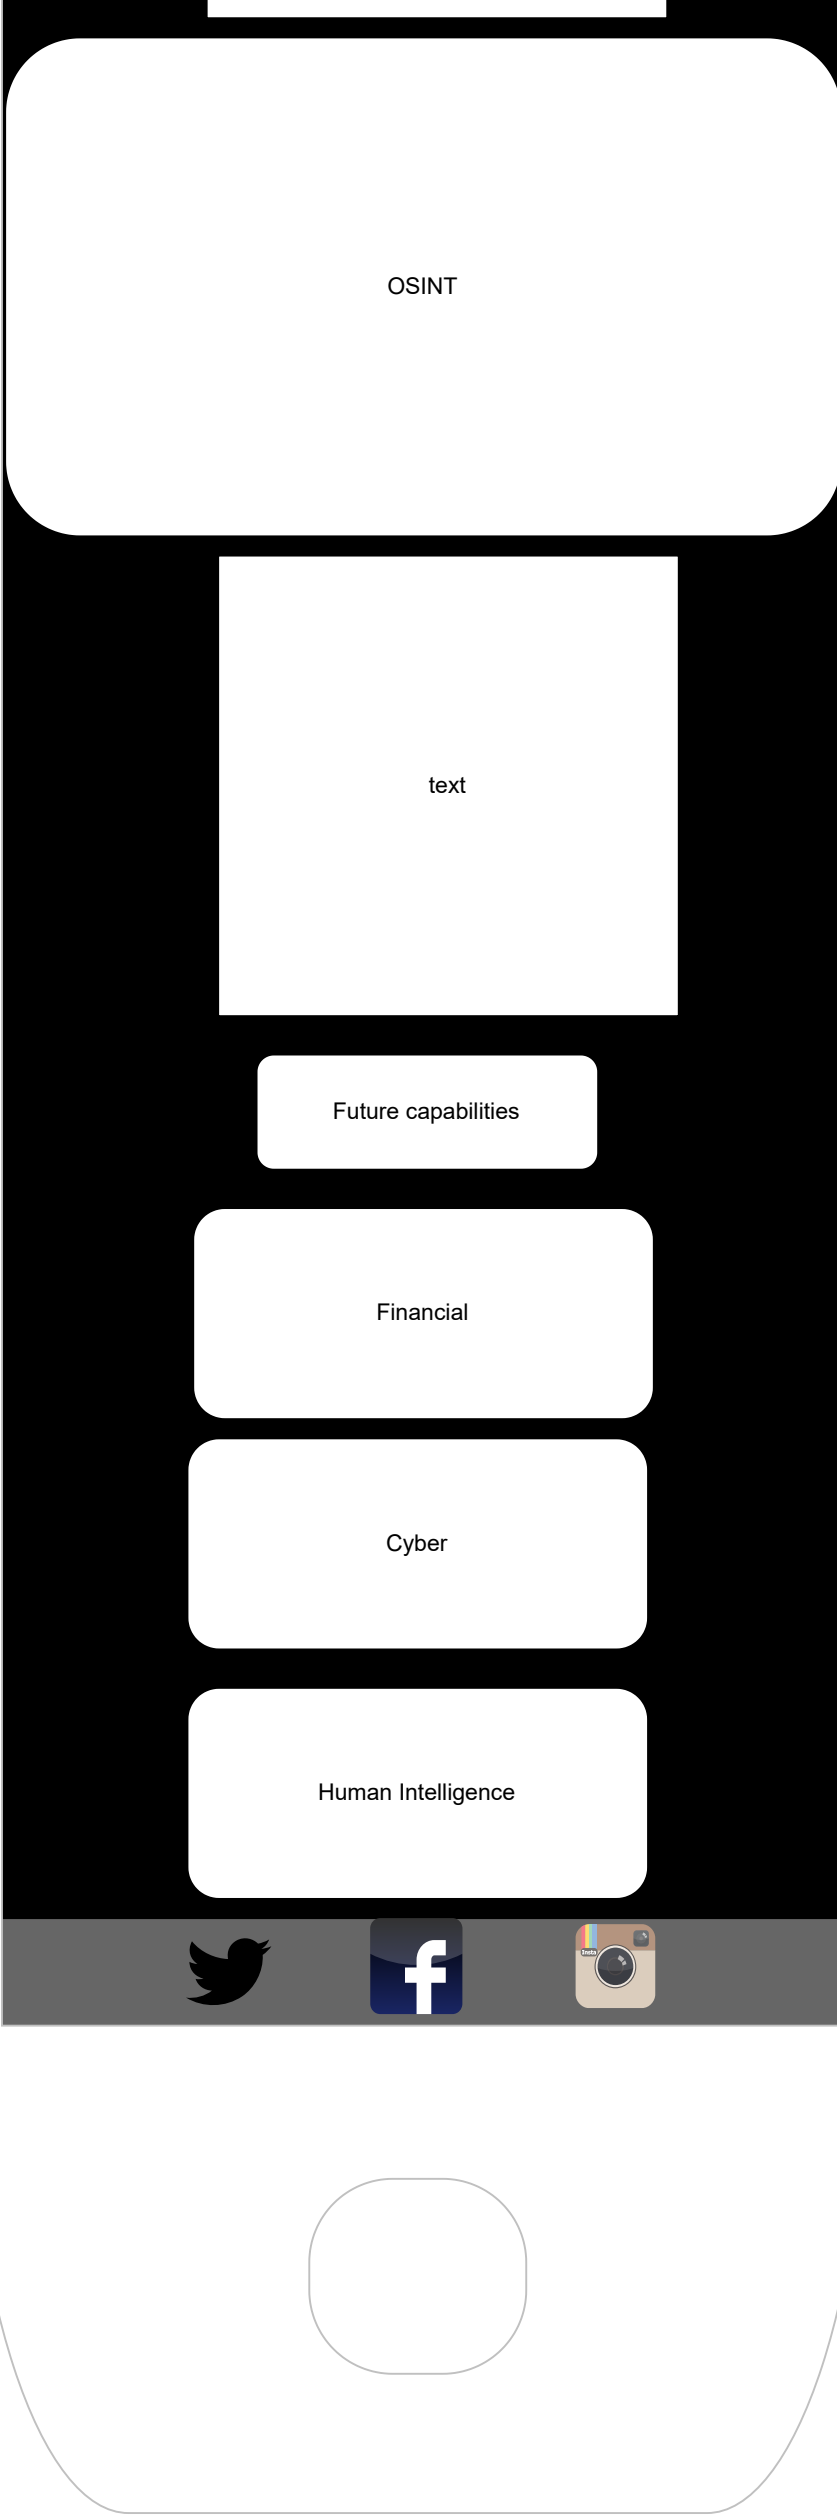 OSINT
text
Future capabilities
Financial
Cyber
Human Intelligence
Insta